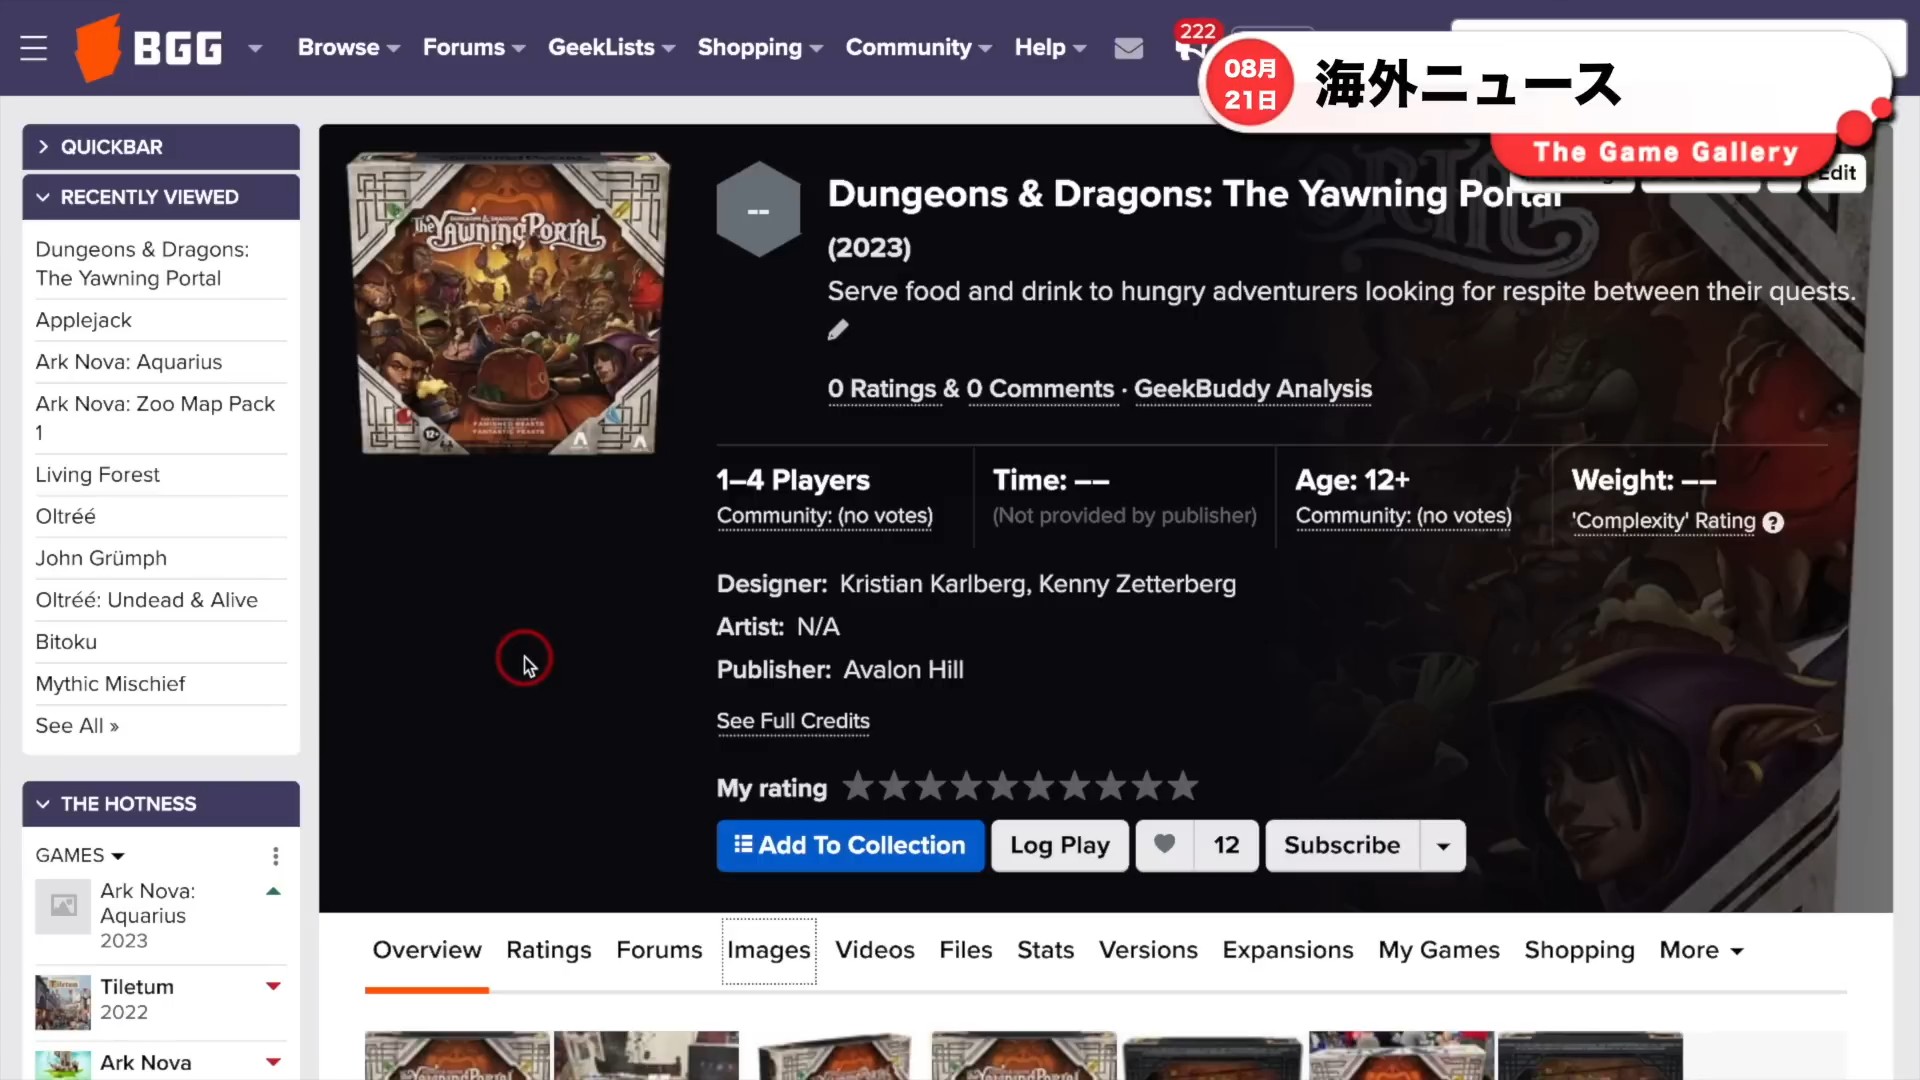 BGG
Browse
Forums
GeekLists
Shopping
Community
Help
222
08月
21日
海外ニュース
The Game Gallery
Edit
QUICKBAR
RECENTLY VIEWED
Dungeons & Dragons:
The Yawning Portal
Applejack
Ark Nova: Aquarius
Ark Nova: Zoo Map Pack
1
Living Forest
Oltréé
John Grümph
Oltréé: Undead & Alive
Bitoku
Mythic Mischief
See All »
THE HOTNESS
GAMES
Ark Nova:
Aquarius
2023
Tiletum
2022
Ark Nova
DUNGEONS & DRAGONS
The Yawning Portal
12+
--
Dungeons & Dragons: The Yawning Portal
(2023)
Serve food and drink to hungry adventurers looking for respite between their quests.
0 Ratings & 0 Comments · GeekBuddy Analysis
1–4 Players
Community: (no votes)
Time: ––
(Not provided by publisher)
Age: 12+
Community: (no votes)
Weight: ––
'Complexity' Rating ?
Designer: Kristian Karlberg, Kenny Zetterberg
Artist: N/A
Publisher: Avalon Hill
See Full Credits
My rating
Add To Collection
Log Play
12
Subscribe
Overview
Ratings
Forums
Images
Videos
Files
Stats
Versions
Expansions
My Games
Shopping
More